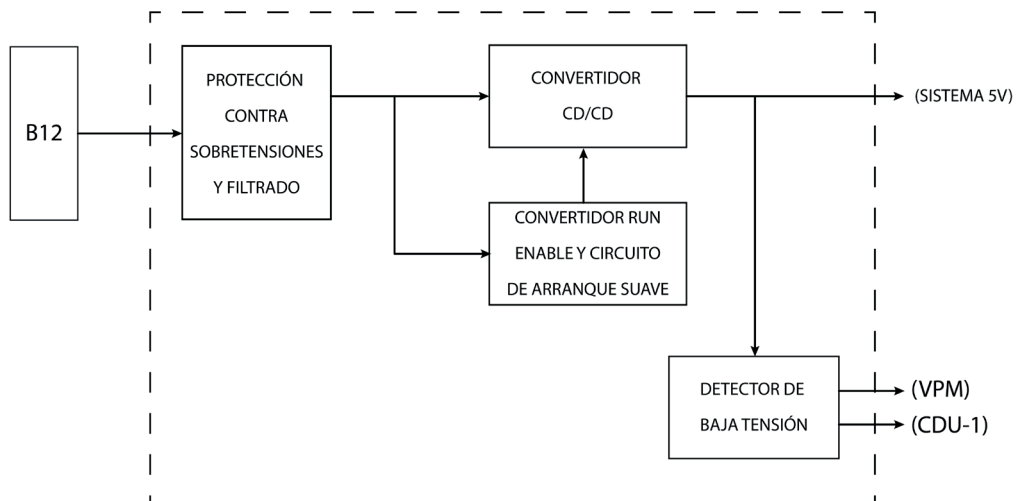 B12
PROTECCIÓN
CONTRA
SOBRETENSIONES
Y FILTRADO
CONVERTIDOR
CD/CD
(SISTEMA 5V)
CONVERTIDOR RUN
ENABLE Y CIRCUITO
DE ARRANQUE SUAVE
DETECTOR DE
BAJA TENSIÓN
(VPM)
(CDU-1)